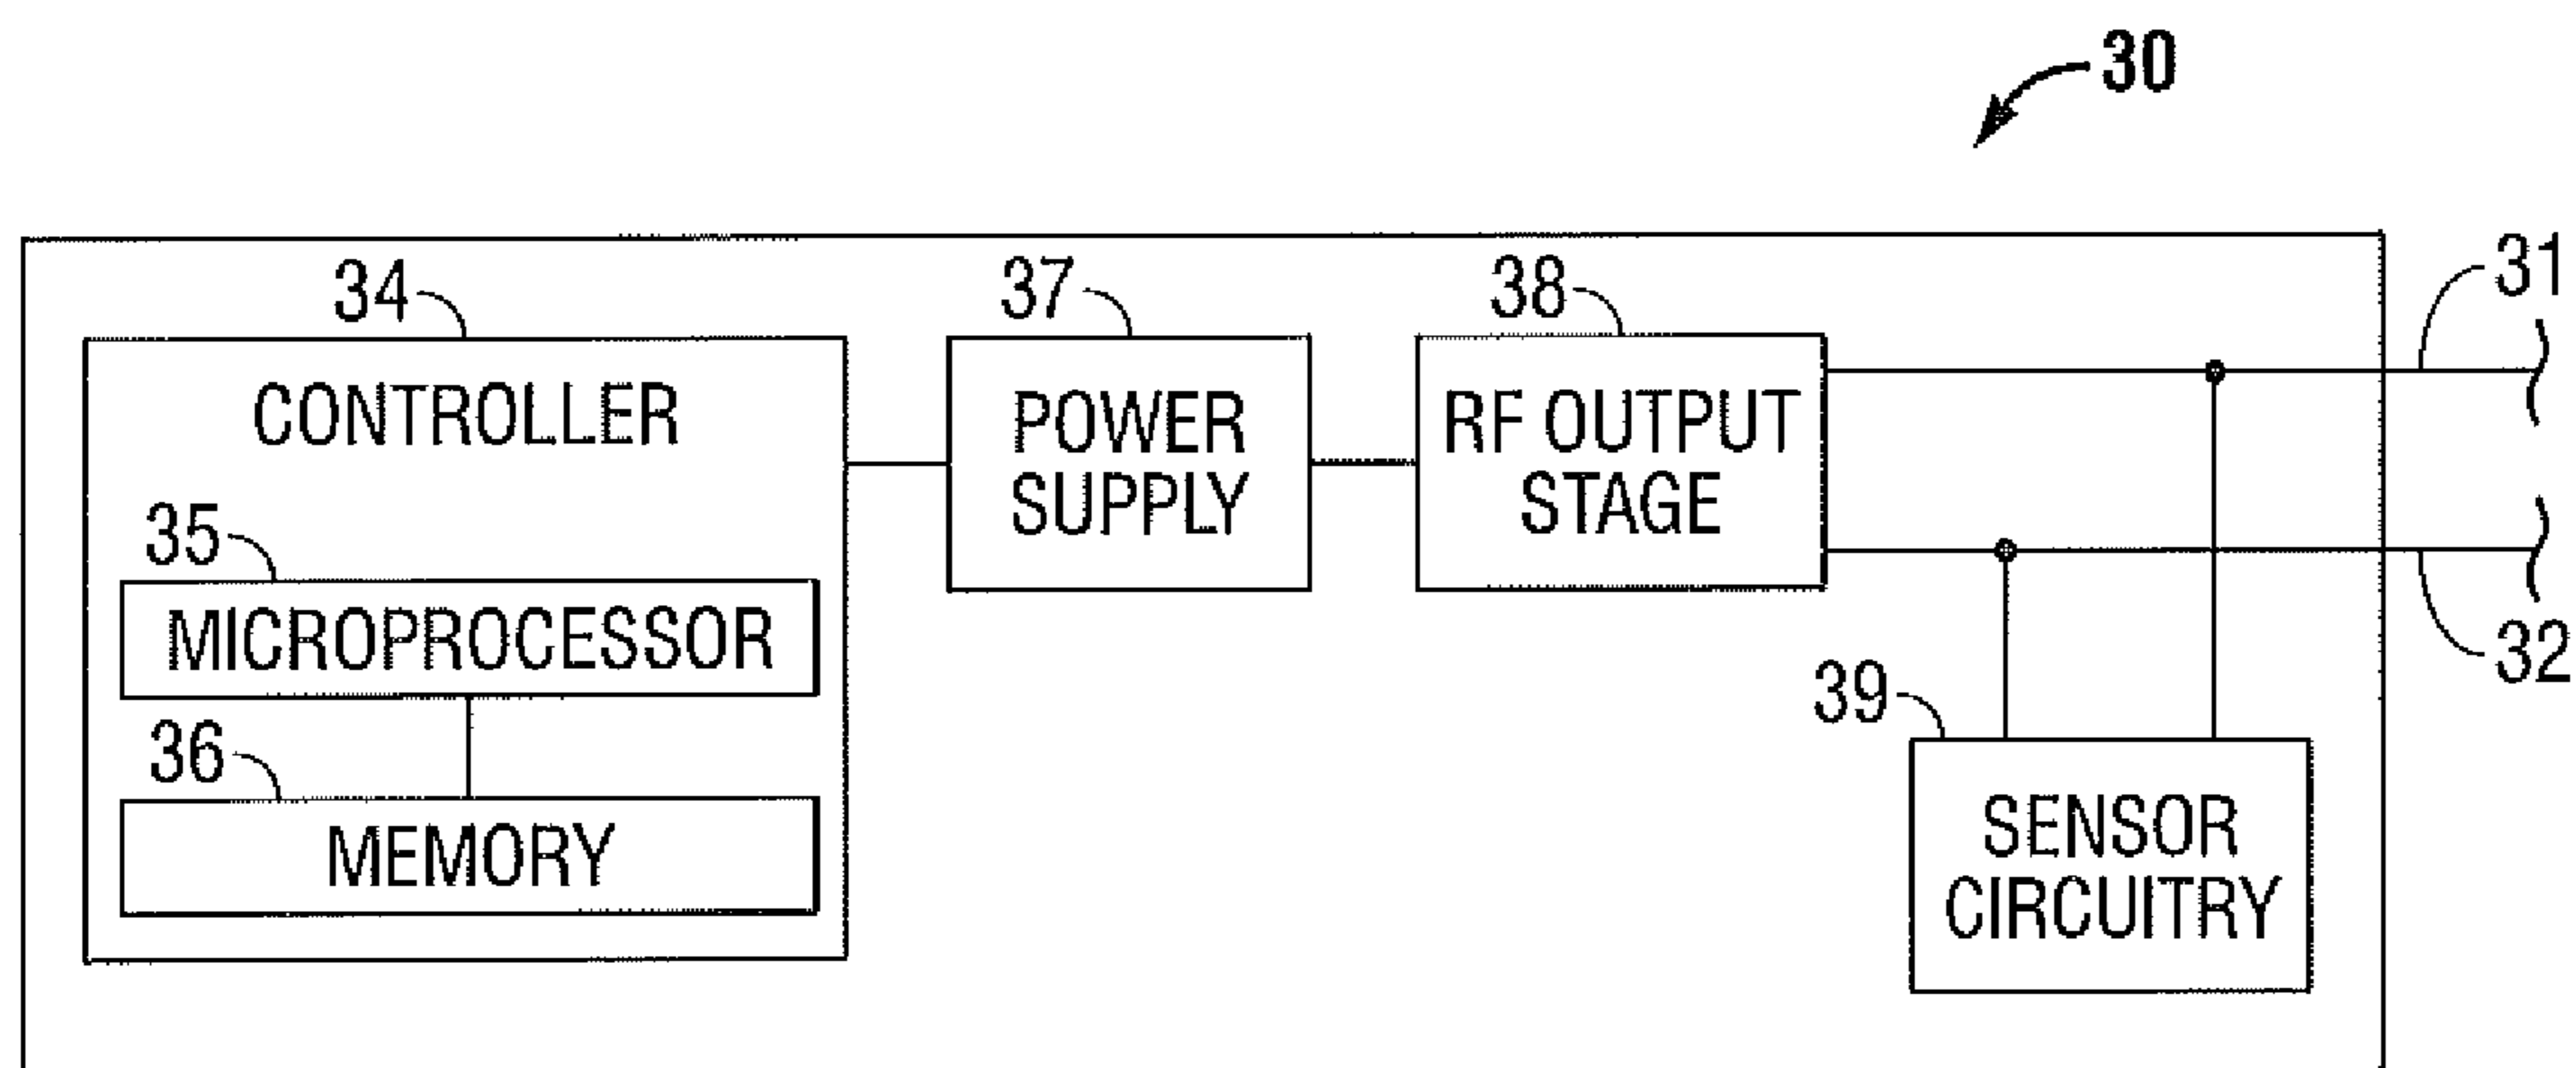 30
31
34
37
38
CONTROLLER
POWER
SUPPLY
RF OUTPUT
STAGE
35
MICROPROCESSOR
32
39
36
MEMORY
SENSOR
CIRCUITRY